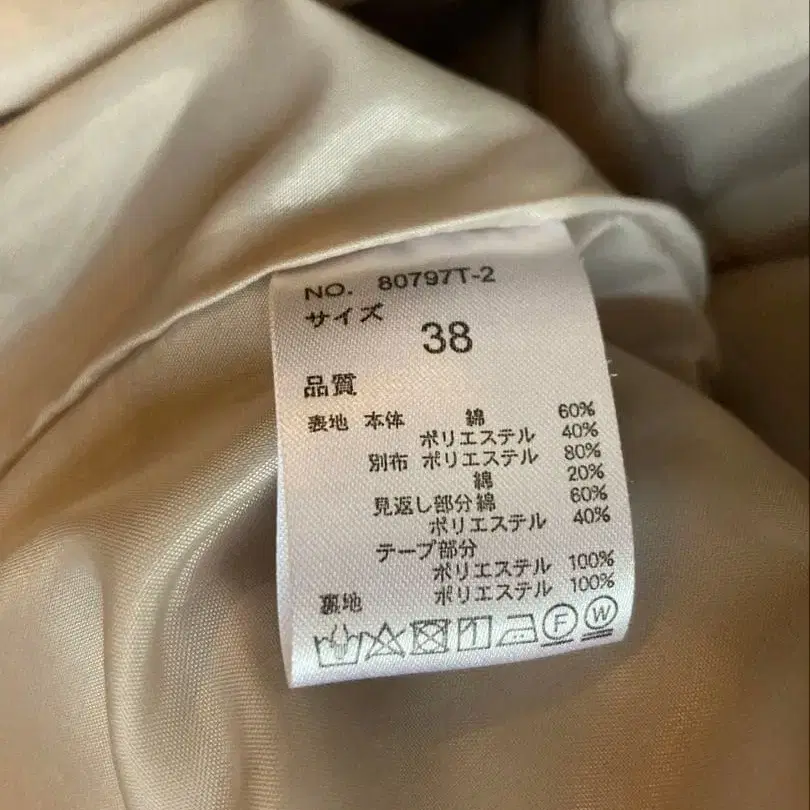 NO. 80797T-2
サイズ
38
品質
表地 本体 綿 60%
ポリエステル 40%
別布 ポリエステル 80%
綿 20%
見返し部分 綿 60%
ポリエステル 40%
テープ部分
ポリエステル 100%
裏地 ポリエステル 100%
F W